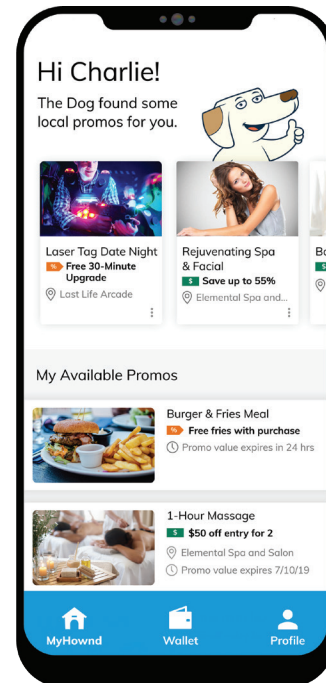 Hi Charlie!
The Dog found some
local promos for you.
Laser Tag Date Night
% Free 30-Minute
Upgrade
Last Life Arcade
Rejuvenating Spa
& Facial
$ Save up to 55%
Elemental Spa and...
My Available Promos
Burger & Fries Meal
% Free fries with purchase
Promo value expires in 24 hrs
1-Hour Massage
$ $50 off entry for 2
Elemental Spa and Salon
Promo value expires 7/10/19
MyHownd
Wallet
Profile